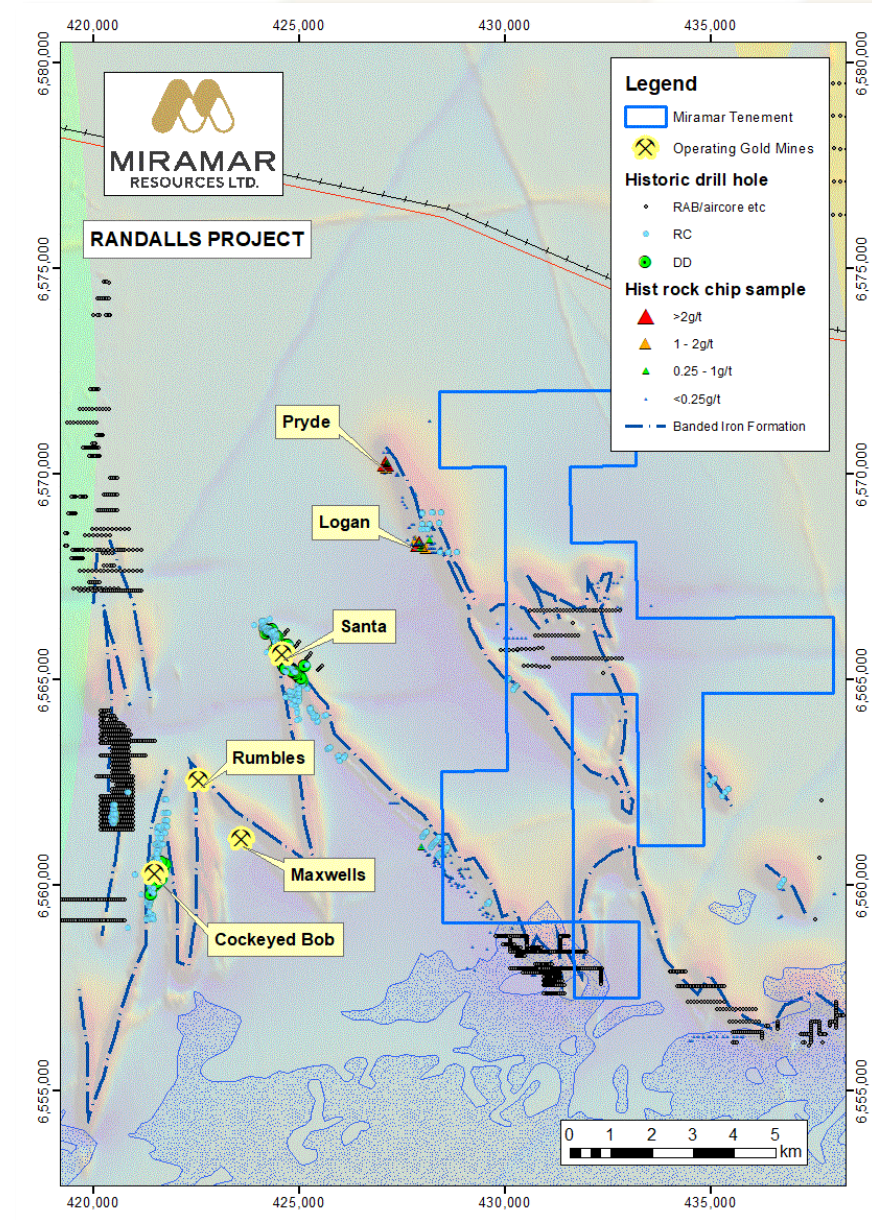 420,000 425,000 430,000 435,000
6,580,000
6,580,000
MIRAMAR
RESOURCES LTD.
RANDALLS PROJECT
Legend
Miramar Tenement
Operating Gold Mines
Historic drill hole
RAB/aircore etc
RC
DD
Hist rock chip sample
>2g/t
1 - 2g/t
0.25 - 1g/t
<0.25g/t
Banded Iron Formation
6,575,000
6,575,000
Pryde
6,570,000
6,570,000
Logan
Santa
6,565,000
6,565,000
Rumbles
Maxwells
6,560,000
6,560,000
Cockeyed Bob
6,555,000
6,555,000
0 1 2 3 4 5
km
420,000 425,000 430,000 435,000